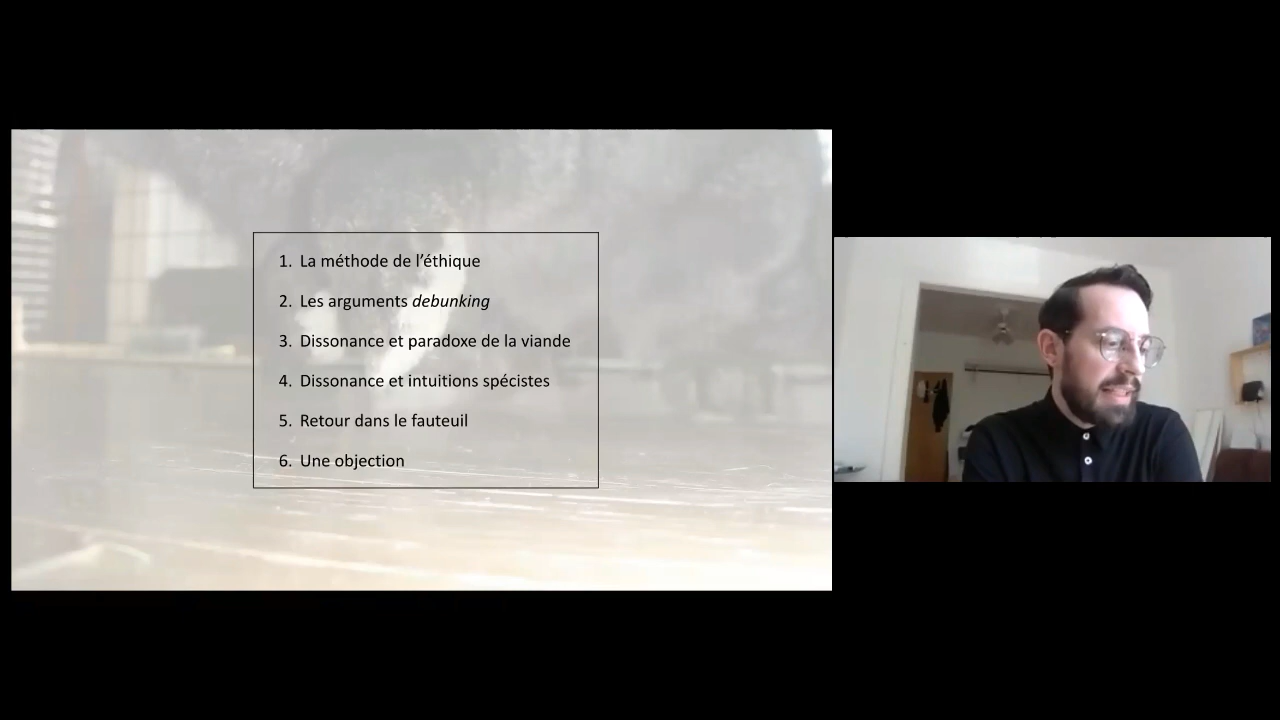 1. La méthode de l’éthique
2. Les arguments debunking
3. Dissonance et paradoxe de la viande
4. Dissonance et intuitions spécistes
5. Retour dans le fauteuil
6. Une objection